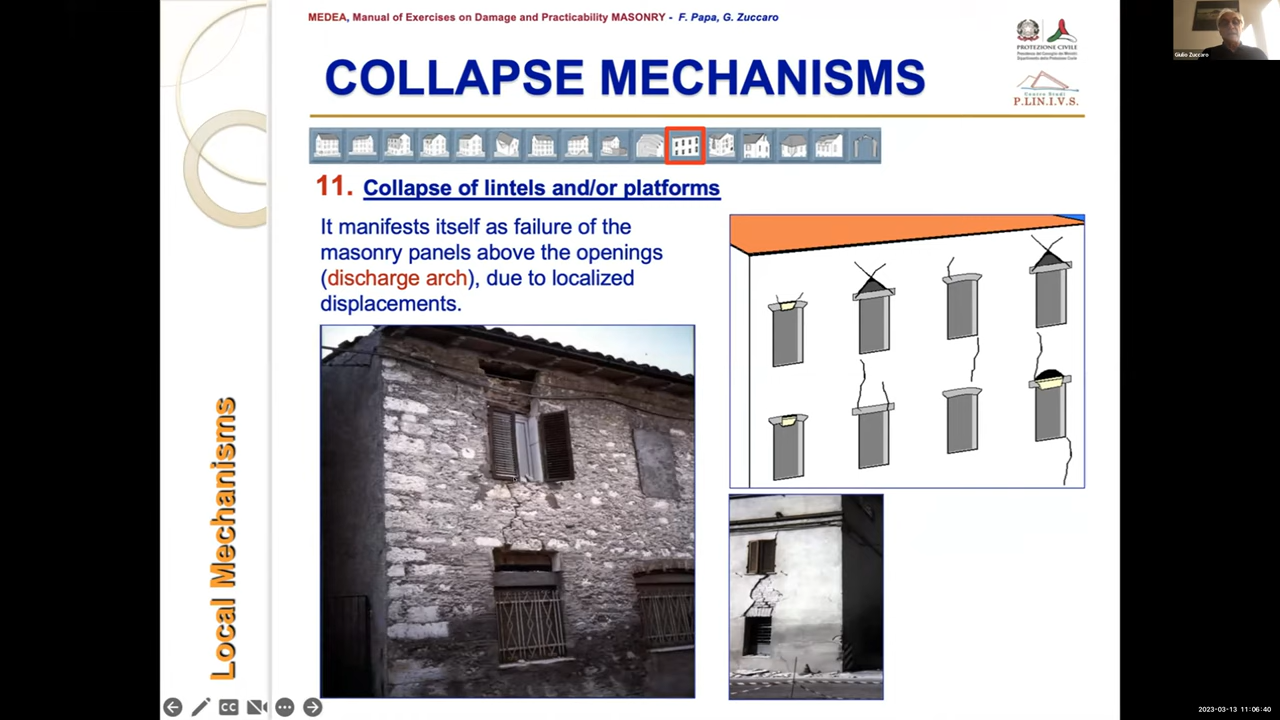 MEDEA, Manual of Exercises on Damage and Practicability MASONRY - F. Papa, G. Zuccaro
COLLAPSE MECHANISMS
PROTEZIONE CIVILE
Presidenza del Consiglio dei Ministri
Dipartimento della Protezione Civile
Centro Studi
P.LIN.I.V.S.
Giulio Zuccaro
11. Collapse of lintels and/or platforms
It manifests itself as failure of the
masonry panels above the openings
(discharge arch), due to localized
displacements.
Local Mechanisms
CC
2023-03-13 11:06:40